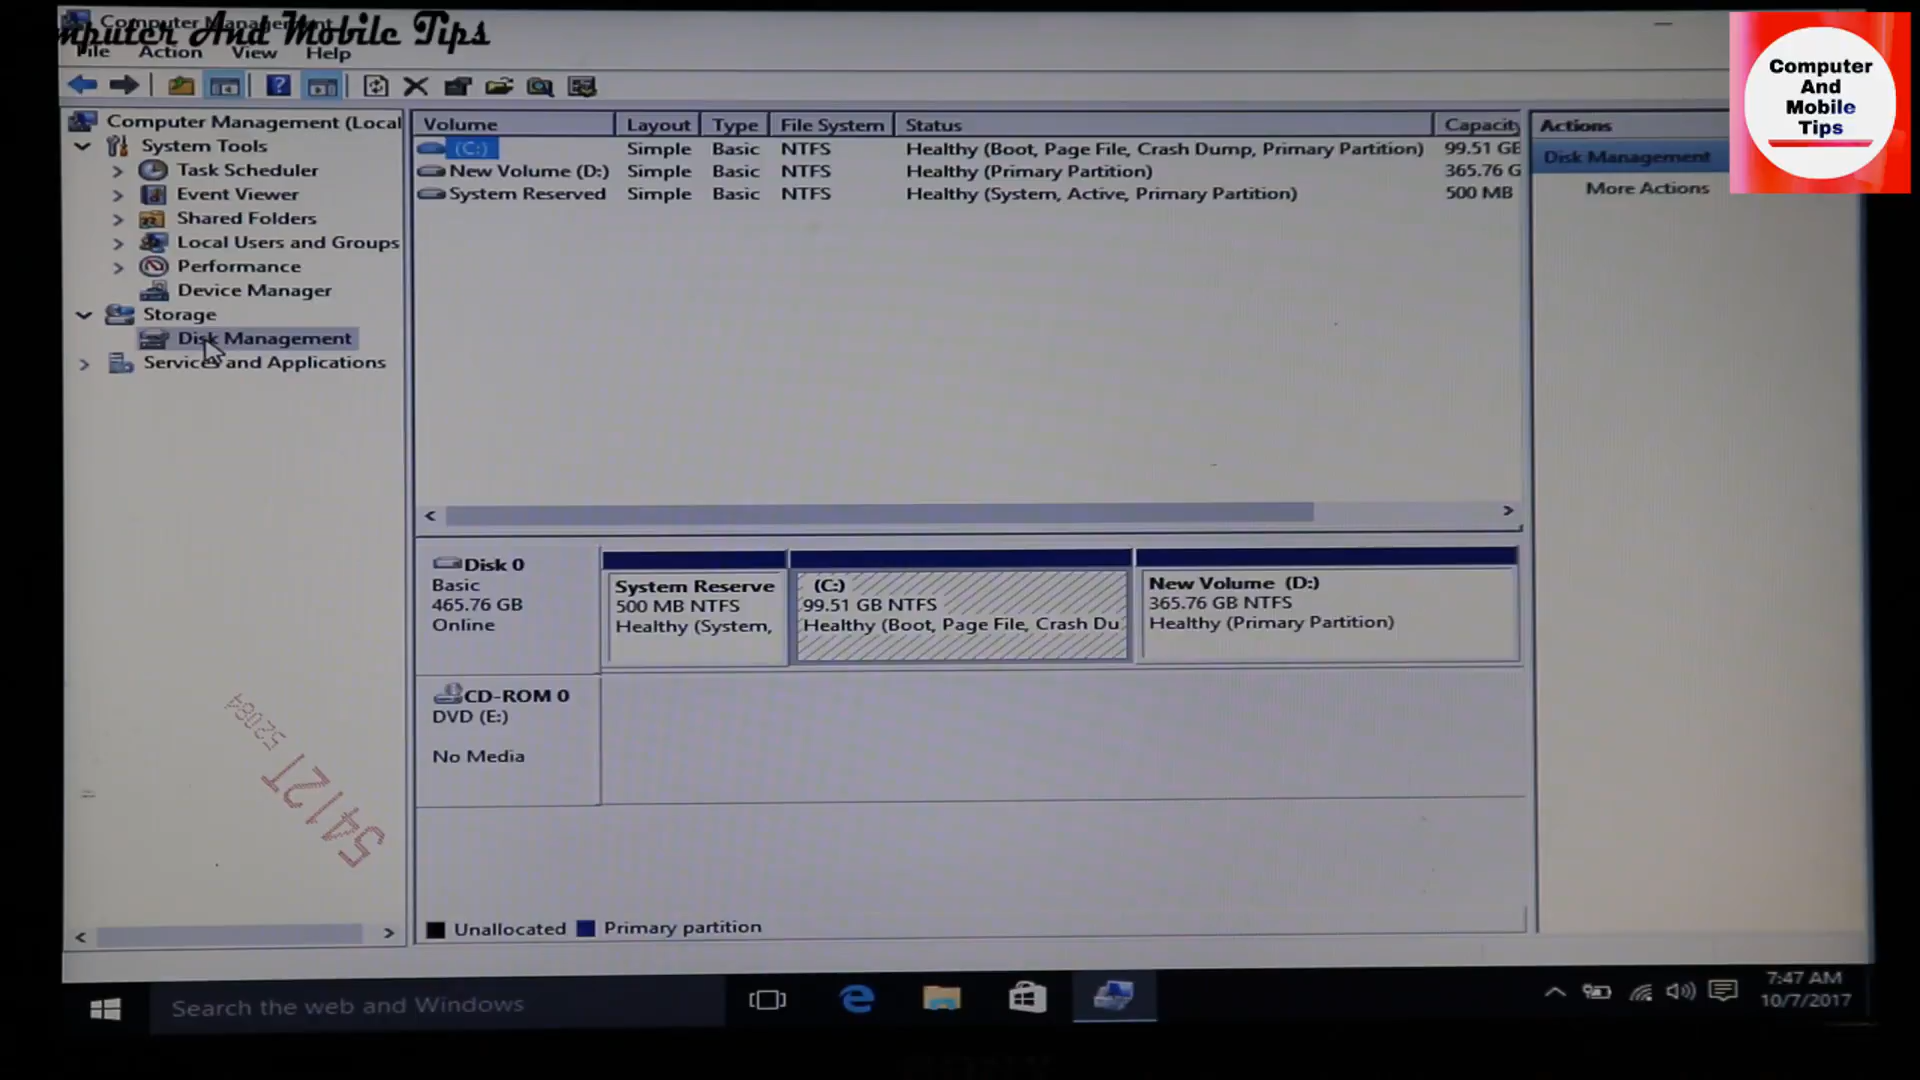 Computer Management
mputer And Mobile Tips
File Action View Help
Computer
And
Mobile
Tips
Computer Management (Local
System Tools
Task Scheduler
Event Viewer
Shared Folders
Local Users and Groups
Performance
Device Manager
Storage
Disk Management
Services and Applications
Volume Layout Type File System Status Capacity
(C:) Simple Basic NTFS Healthy (Boot, Page File, Crash Dump, Primary Partition) 99.51 GB
New Volume (D:) Simple Basic NTFS Healthy (Primary Partition) 365.76 G
System Reserved Simple Basic NTFS Healthy (System, Active, Primary Partition) 500 MB
Actions
Disk Management
More Actions
Disk 0
Basic
465.76 GB
Online
System Reserve
500 MB NTFS
Healthy (System,
(C:)
99.51 GB NTFS
Healthy (Boot, Page File, Crash Du
New Volume (D:)
365.76 GB NTFS
Healthy (Primary Partition)
CD-ROM 0
DVD (E:)
No Media
52084
54112T
Unallocated Primary partition
Search the web and Windows
7:47 AM
10/7/2017
SONY